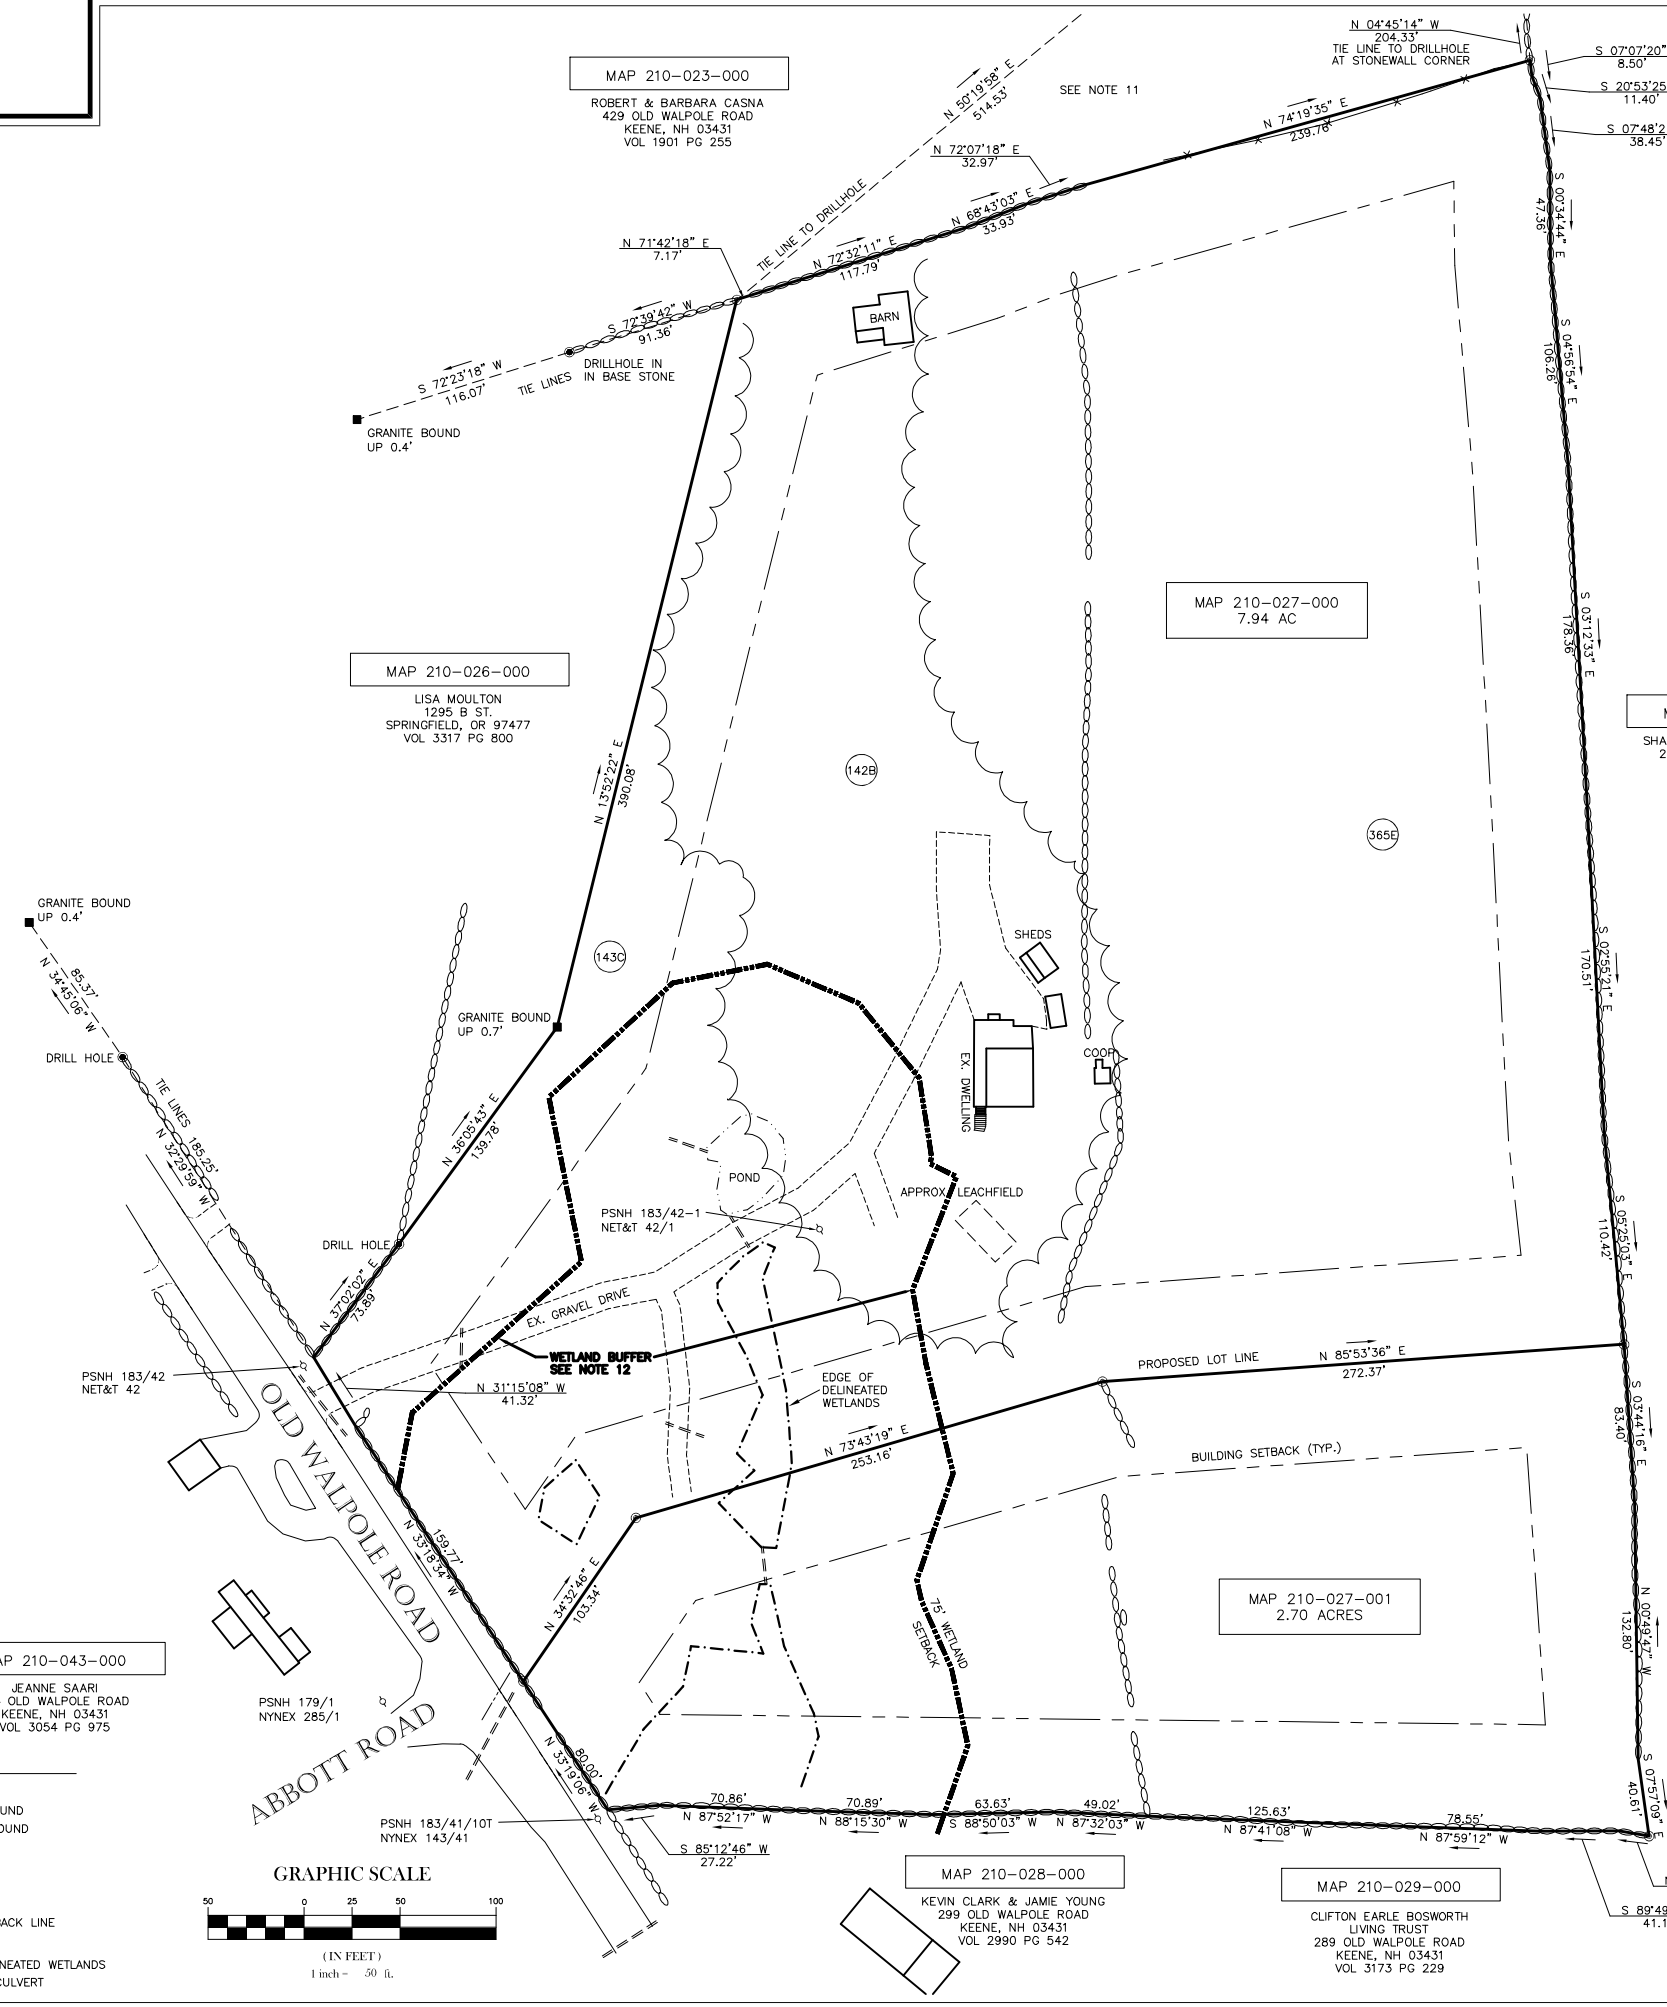 N 04°45'14" W
204.33'
TIE LINE TO DRILLHOLE
AT STONEWALL CORNER
S 07°07'20"
8.50'
S 20°53'25
11.40'
S 07°48'2
38.45'
MAP 210-023-000
ROBERT & BARBARA CASNA
429 OLD WALPOLE ROAD
KEENE, NH 03431
VOL 1901 PG 255
N 50°19'58" E
514.53'
SEE NOTE 11
N 74°19'35" E
239.76'
N 72°07'18" E
32.97'
TIE LINE TO DRILLHOLE
N 68°43'03" E
33.93'
N 72°32'11" E
117.79'
N 71°42'18" E
7.17'
S 00°34'44" E
47.36'
BARN
S 72°39'42" W
91.36'
DRILLHOLE IN
IN BASE STONE
S 72°23'18" W
116.07'
TIE LINES
GRANITE BOUND
UP 0.4'
S 04°56'54" E
106.26'
MAP 210-027-000
7.94 AC
S 03°12'33" E
178.36'
MAP 210-026-000
LISA MOULTON
1295 B ST.
SPRINGFIELD, OR 97477
VOL 3317 PG 800
SHA
2
N 13°52'22" E
390.08'
142B
365E
GRANITE BOUND
UP 0.4'
85.37'
N 34°45'06" W
143C
SHEDS
S 02°55'21" E
170.51'
GRANITE BOUND
UP 0.7'
DRILL HOLE
COOP
EX. DWELLING
TIE LINES 185.25'
N 32°29'59" W
N 36°05'43" E
139.78'
POND
APPROX. LEACHFIELD
PSNH 183/42-1
NET&T 42/1
DRILL HOLE
S 05°25'03" E
110.42'
N 37°02'02" E
73.89'
EX. GRAVEL DRIVE
WETLAND BUFFER
SEE NOTE 12
PSNH 183/42
NET&T 42
N 31°15'08" W
41.32'
EDGE OF
DELINEATED
WETLANDS
PROPOSED LOT LINE
N 85°53'36" E
272.37'
S 03°44'16" E
83.40'
N 73°43'19" E
253.16'
BUILDING SETBACK (TYP.)
OLD WALPOLE ROAD
159.77'
N 33°18'34" W
N 34°32'46" E
103.34'
75' WETLAND
SETBACK
MAP 210-027-001
2.70 ACRES
N 00°49'47" W
132.80'
AP 210-043-000
JEANNE SAARI
OLD WALPOLE ROAD
KEENE, NH 03431
VOL 3054 PG 975
PSNH 179/1
NYNEX 285/1
ABBOTT ROAD
80.00'
N 33°19'06" W
S 07°57'09" E
40.61'
UND
OUND
PSNH 183/41/10T
NYNEX 143/41
70.86'
N 87°52'17" W
70.89'
N 88°15'30" W
63.63'
S 88°50'03" W
49.02'
N 87°32'03" W
125.63'
N 87°41'08" W
78.55'
N 87°59'12" W
S 85°12'46" W
27.22'
S 89°49
41.1
GRAPHIC SCALE
50 0 25 50 100
( IN FEET )
1 inch = 50 ft.
MAP 210-028-000
KEVIN CLARK & JAMIE YOUNG
299 OLD WALPOLE ROAD
KEENE, NH 03431
VOL 2990 PG 542
MAP 210-029-000
CLIFTON EARLE BOSWORTH
LIVING TRUST
289 OLD WALPOLE ROAD
KEENE, NH 03431
VOL 3173 PG 229
BACK LINE
NEATED WETLANDS
CULVERT